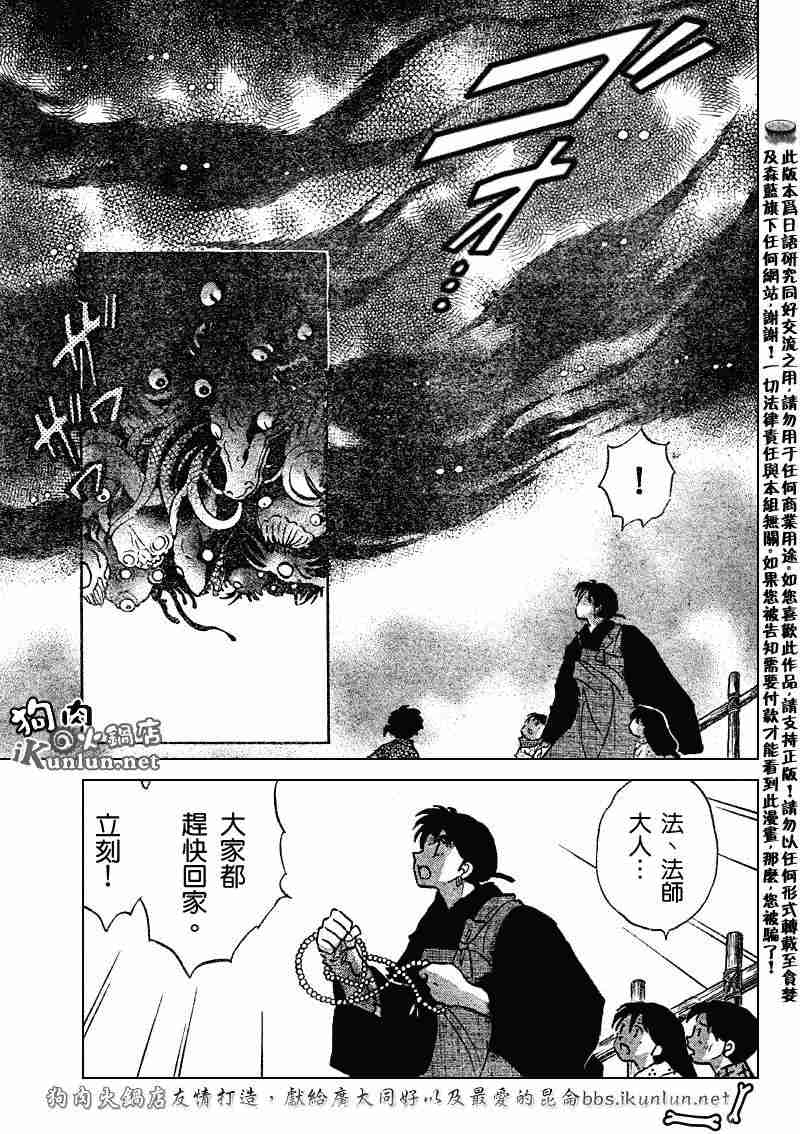 ゴオ…
!
ザザザ
法、法師
大人…
大家都
趕快回家。
立刻！
狗肉
火鍋店
iKunlun.net
此版本爲日語研究同好交流之用，請勿用于任何商業用途。如您喜歡此作品，請支持正版！請勿以任何形式轉載至貪婪
及森藍旗下任何網站，謝謝！一切法律責任與本組無關。如果您被告知需要付款才能看到此漫畫，那麽，您被騙了！
狗肉火鍋店友情打造，獻給廣大同好以及最愛的昆侖bbs.ikunlun.net